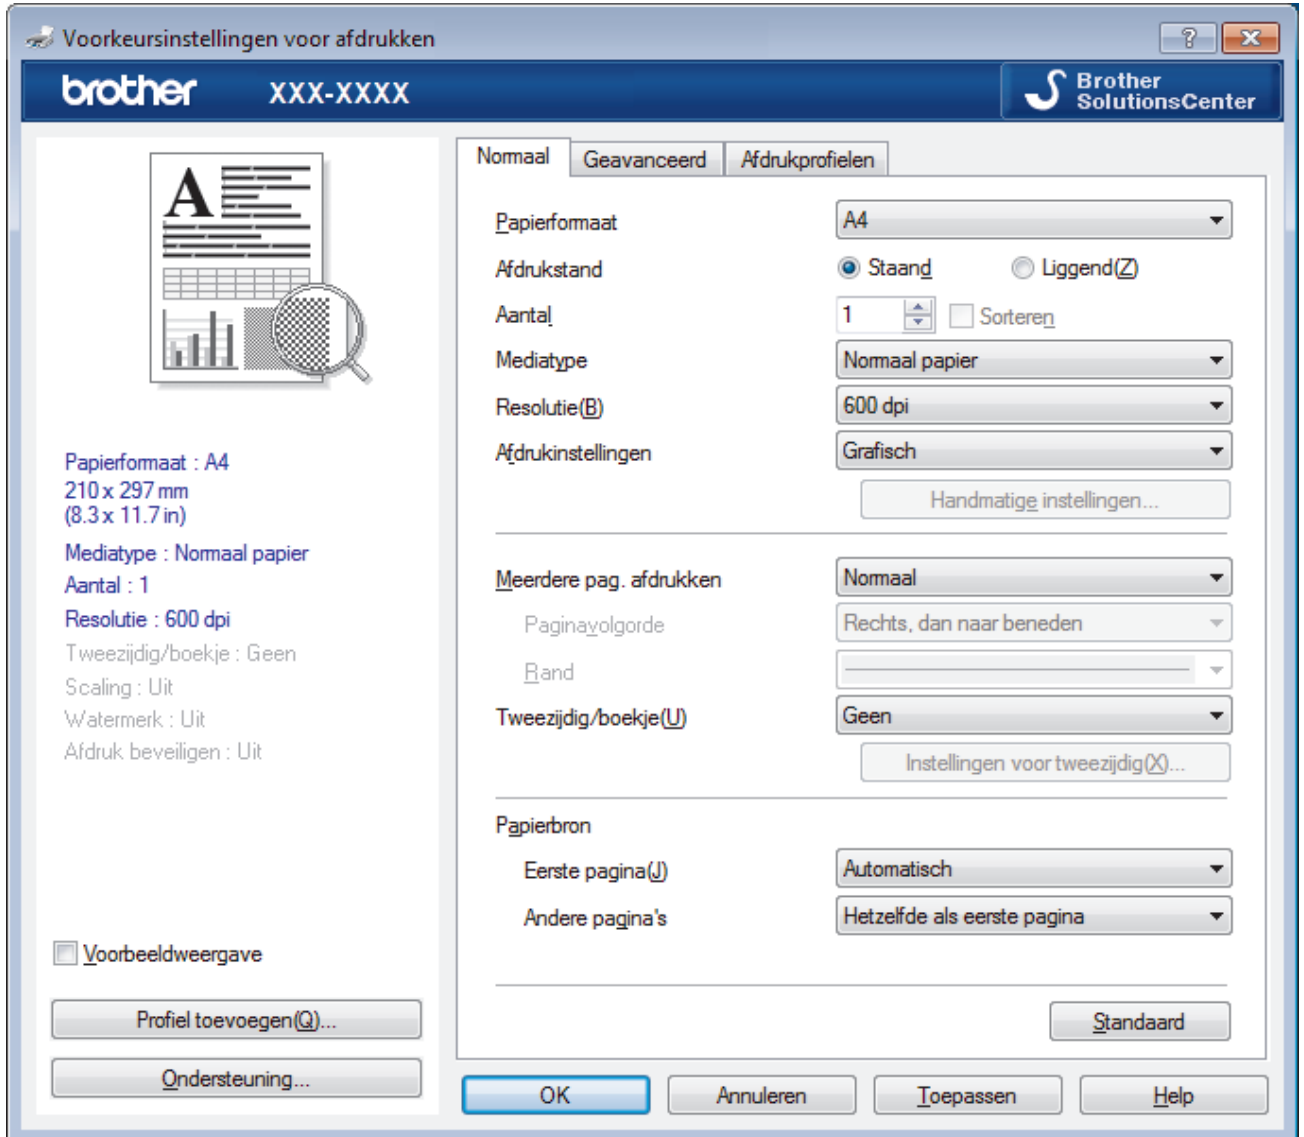 Voorkeursinstellingen voor afdrukken
brother XXX-XXXX
Brother
SolutionsCenter
A
Papierformaat : A4
210 x 297 mm
(8.3 x 11.7 in)
Mediatype : Normaal papier
Aantal : 1
Resolutie : 600 dpi
Tweezijdig/boekje : Geen
Scaling : Uit
Watermerk : Uit
Afdruk beveiligen : Uit
Voorbeeldweergave
Profiel toevoegen(Q)...
Ondersteuning...
Normaal Geavanceerd Afdrukprofielen
Papierformaat A4
Afdrukstand Staand Liggend(Z)
Aantal 1 Sorteren
Mediatype Normaal papier
Resolutie(B) 600 dpi
Afdrukinstellingen Grafisch
Handmatige instellingen...
Meerdere pag. afdrukken Normaal
Paginavolgorde Rechts, dan naar beneden
Rand
Tweezijdig/boekje(U) Geen
Instellingen voor tweezijdig(X)...
Papierbron
Eerste pagina(J) Automatisch
Andere pagina's Hetzelfde als eerste pagina
Standaard
OK Annuleren Toepassen Help